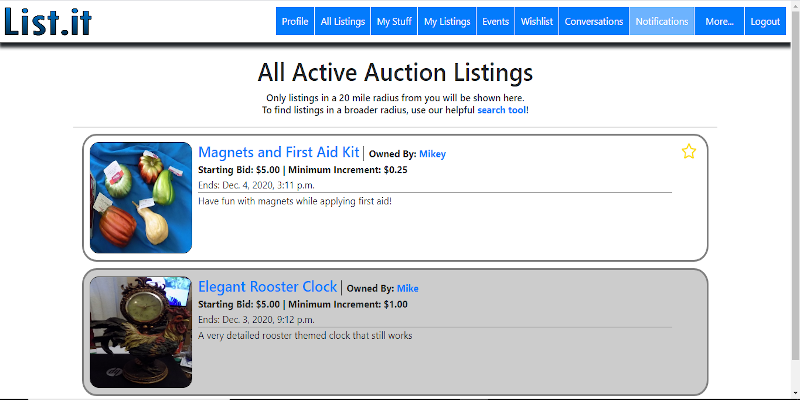 List.it
Profile
All Listings
My Stuff
My Listings
Events
Wishlist
Conversations
Notifications
More...
Logout
All Active Auction Listings
Only listings in a 20 mile radius from you will be shown here.
To find listings in a broader radius, use our helpful search tool!
Magnets and First Aid Kit | Owned By: Mikey
Starting Bid: $5.00 | Minimum Increment: $0.25
Ends: Dec. 4, 2020, 3:11 p.m.
Have fun with magnets while applying first aid!
Elegant Rooster Clock | Owned By: Mike
Starting Bid: $5.00 | Minimum Increment: $1.00
Ends: Dec. 3, 2020, 9:12 p.m.
A very detailed rooster themed clock that still works